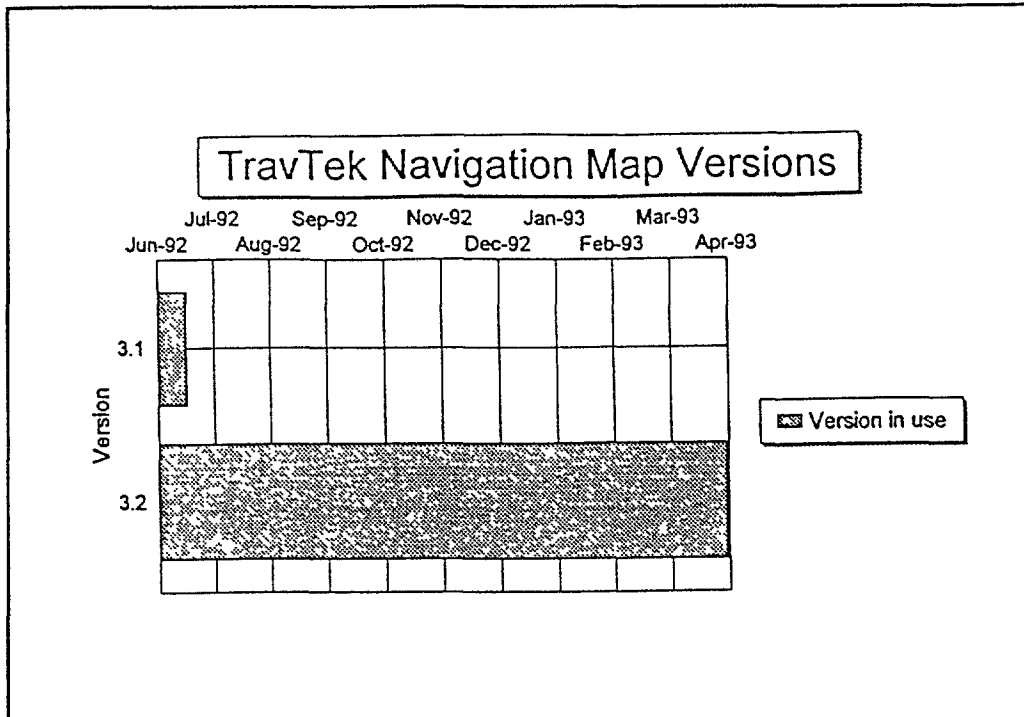 TravTek Navigation Map Versions
Jul-92 Sep-92 Nov-92 Jan-93 Mar-93
Jun-92 Aug-92 Oct-92 Dec-92 Feb-93 Apr-93
3.1
Version
3.2
Version in use